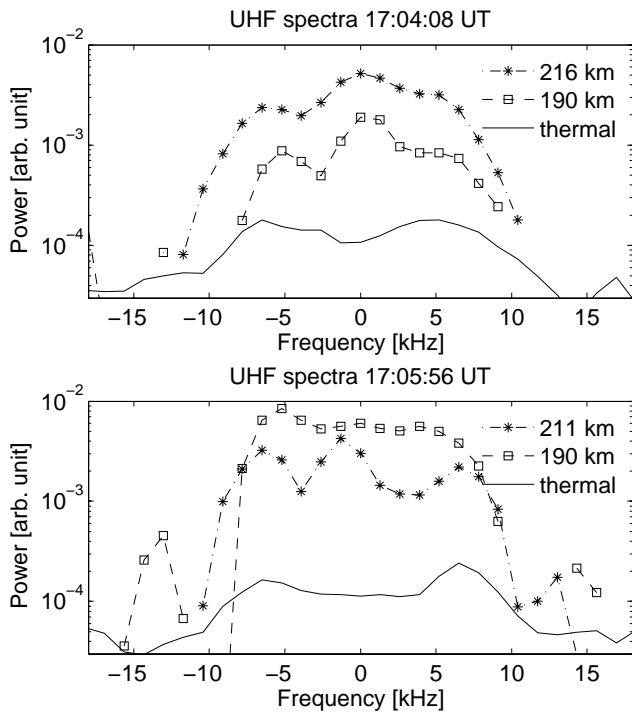 UHF spectra 17:04:08 UT
10^−2
10^−3
10^−4
Power [arb. unit]
216 km
190 km
thermal
−15 −10 −5 0 5 10 15
Frequency [kHz]
UHF spectra 17:05:56 UT
10^−2
10^−3
10^−4
Power [arb. unit]
211 km
190 km
thermal
−15 −10 −5 0 5 10 15
Frequency [kHz]